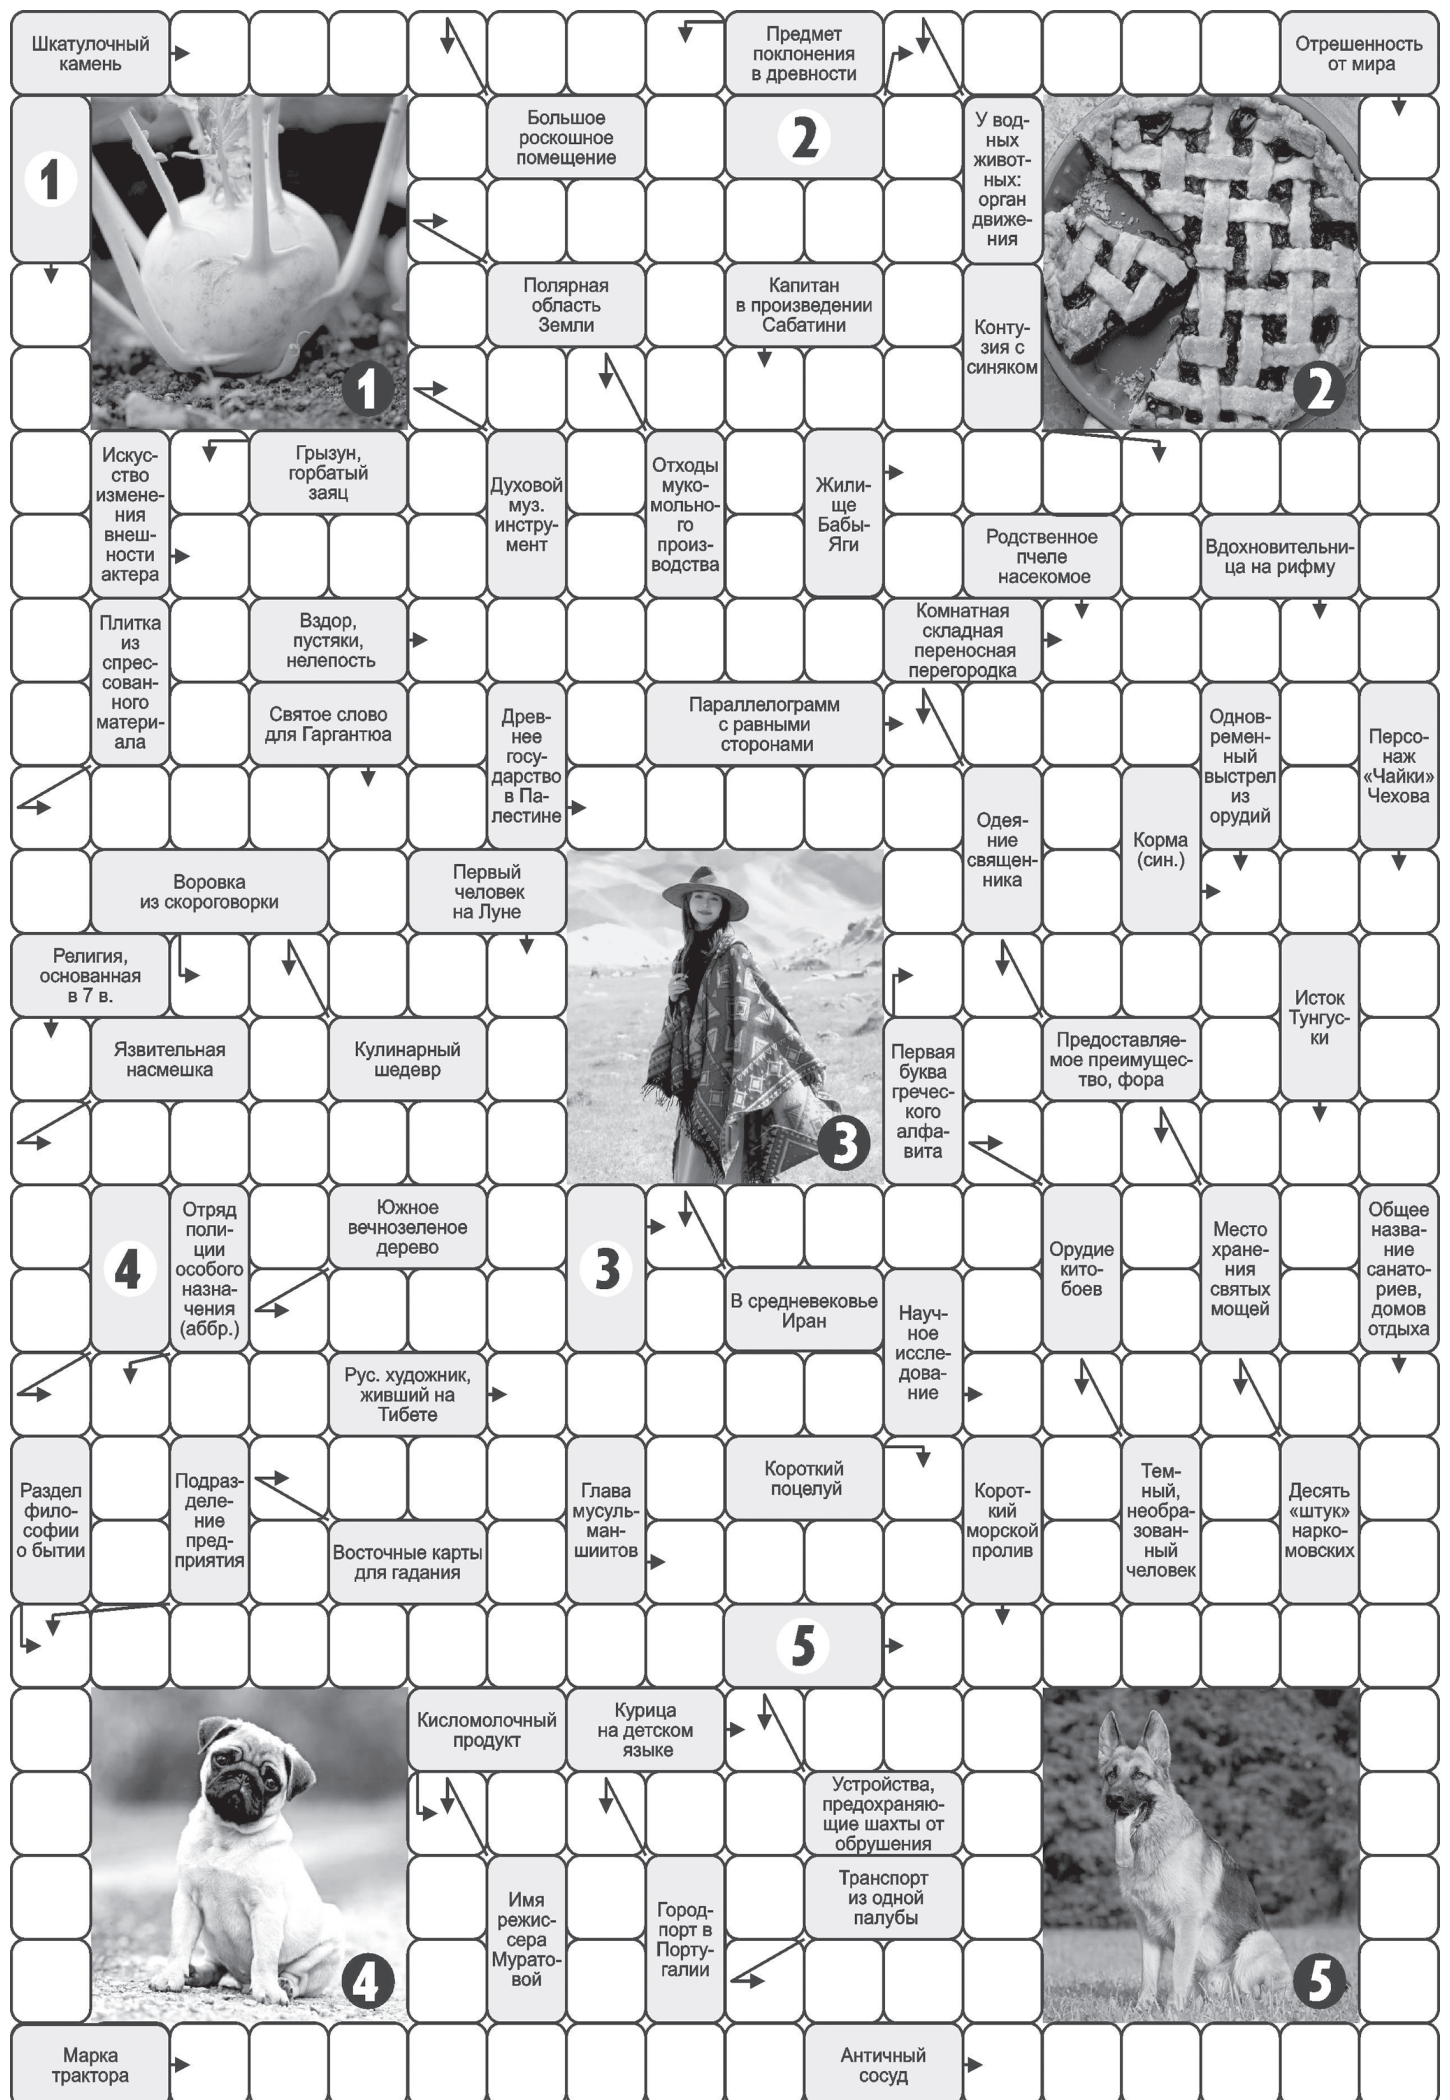 Шкатулочный
камень
Предмет
поклонения
в древности
Отрешенность
от мира
1
Большое
роскошное
помещение
2
У вод-
ных
живот-
ных:
орган
движе-
ния
Полярная
область
Земли
Капитан
в произведении
Сабатини
Конту-
зия с
синяком
1
2
Искус-
ство
измене-
ния
внеш-
ности
актера
Грызун,
горбатый
заяц
Духовой
муз.
инстру-
мент
Отходы
муко-
мольно-
го
произ-
водства
Жили-
ще
Бабы-
Яги
Родственное
пчеле
насекомое
Вдохновительни-
ца на рифму
Плитка
из
спрес-
сован-
ного
матери-
ала
Вздор,
пустяки,
нелепость
Комнатная
складная
переносная
перегородка
Святое слово
для Гаргантюа
Древ-
нее
госу-
дарство
в Па-
лестине
Параллелограмм
с равными
сторонами
Однов-
ремен-
ный
выстрел
из
орудий
Персо-
наж
«Чайки»
Чехова
Одея-
ние
священ-
ника
Корма
(син.)
Воровка
из скороговорки
Первый
человек
на Луне
Религия,
основанная
в 7 в.
Исток
Тунгус-
ки
Язвительная
насмешка
Кулинарный
шедевр
Первая
буква
гречес-
кого
алфа-
вита
Предоставляе-
мое преимущес-
тво, фора
3
4
Отряд
поли-
ции
особого
назна-
чения
(аббр.)
Южное
вечнозеленое
дерево
3
В средневековье
Иран
Науч-
ное
иссле-
дова-
ние
Орудие
кито-
боев
Место
хране-
ния
святых
мощей
Общее
назва-
ние
санато-
риев,
домов
отдыха
Рус. художник,
живший на
Тибете
Раздел
фило-
софии
о бытии
Подраз-
деле-
ние
пред-
приятия
Глава
мусуль-
ман-
шиитов
Короткий
поцелуй
Корот-
кий
морской
пролив
Тем-
ный,
необра-
зован-
ный
человек
Десять
«штук»
нарко-
мовских
Восточные карты
для гадания
5
Кисломолочный
продукт
Курица
на детском
языке
Устройства,
предохраняю-
щие шахты от
обрушения
Имя
режис-
сера
Мурато-
вой
Город-
порт в
Порту-
галии
Транспорт
из одной
палубы
4
5
Марка
трактора
Античный
сосуд